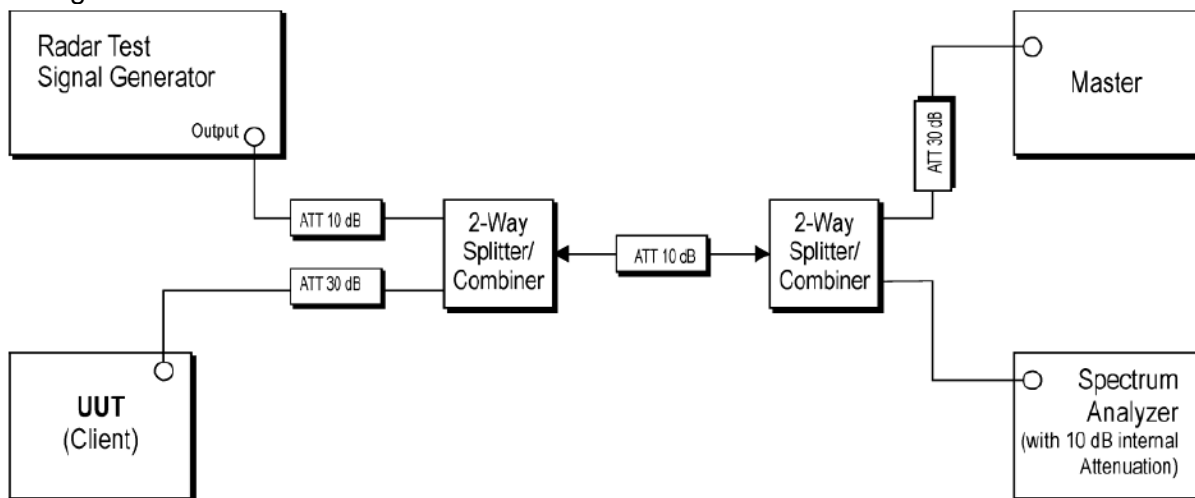 Radar Test
Signal Generator
Output
ATT 10 dB
ATT 30 dB
2-Way
Splitter/
Combiner
ATT 10 dB
2-Way
Splitter/
Combiner
ATT 30 dB
Master
UUT
(Client)
Spectrum
Analyzer
(with 10 dB internal
Attenuation)